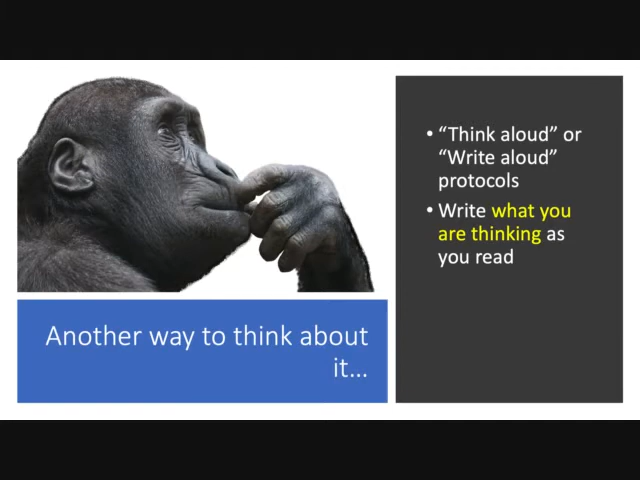 • “Think aloud” or
“Write aloud”
protocols
• Write what you
are thinking as
you read
Another way to think about
it...